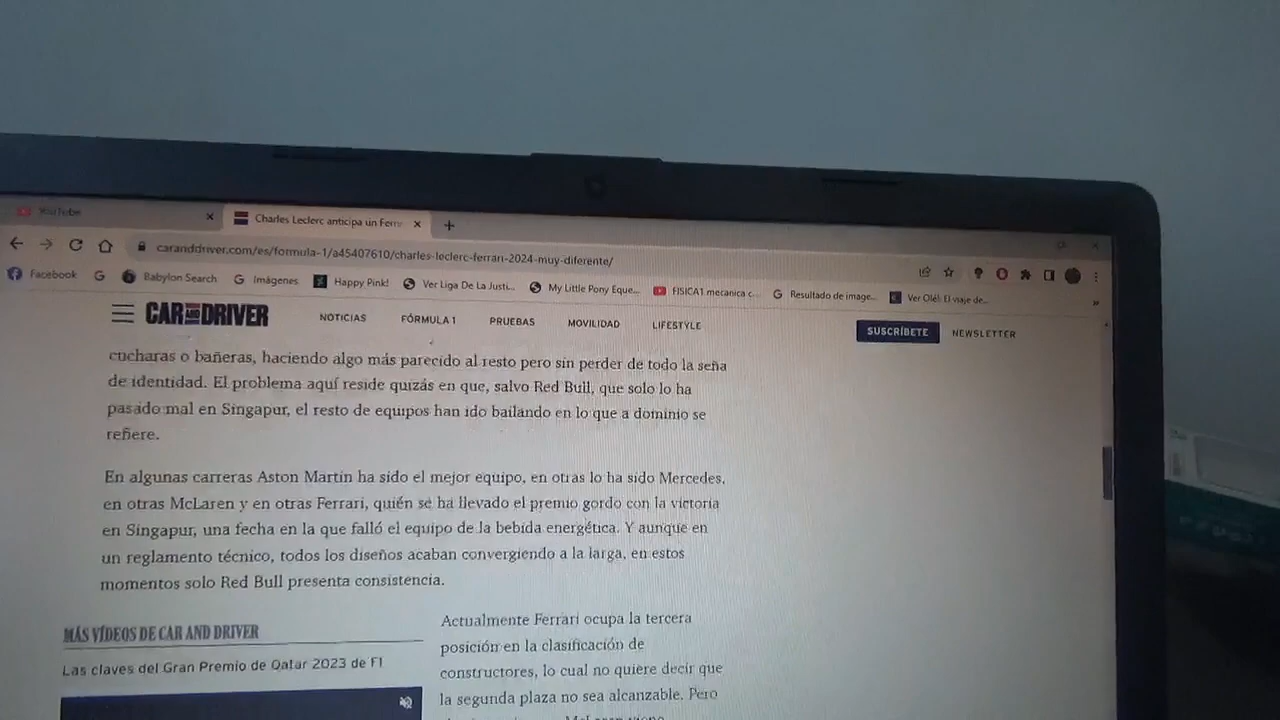 YouTube
Charles Leclerc anticipa un Ferra
caranddriver.com/es/formula-1/a45407610/charles-leclerc-ferrari-2024-muy-diferente/
Facebook Babylon Search Imágenes Happy Pink! Ver Liga De La Justi... My Little Pony Eque... FISICA1 mecanica c... Resultado de image... Ver Olé!: El viaje de...
CAR AND DRIVER NOTICIAS FÓRMULA 1 PRUEBAS MOVILIDAD LIFESTYLE SUSCRÍBETE NEWSLETTER
cucharas o bañeras, haciendo algo más parecido al resto pero sin perder de todo la seña
de identidad. El problema aquí reside quizás en que, salvo Red Bull, que solo lo ha
pasado mal en Singapur, el resto de equipos han ido bailando en lo que a dominio se
refiere.
En algunas carreras Aston Martin ha sido el mejor equipo, en otras lo ha sido Mercedes,
en otras McLaren y en otras Ferrari, quién se ha llevado el premio gordo con la victoria
en Singapur, una fecha en la que falló el equipo de la bebida energética. Y aunque en
un reglamento técnico, todos los diseños acaban convergiendo a la larga, en estos
momentos solo Red Bull presenta consistencia.
MÁS VÍDEOS DE CAR AND DRIVER
Las claves del Gran Premio de Qatar 2023 de F1
Actualmente Ferrari ocupa la tercera
posición en la clasificación de
constructores, lo cual no quiere decir que
la segunda plaza no sea alcanzable. Pero